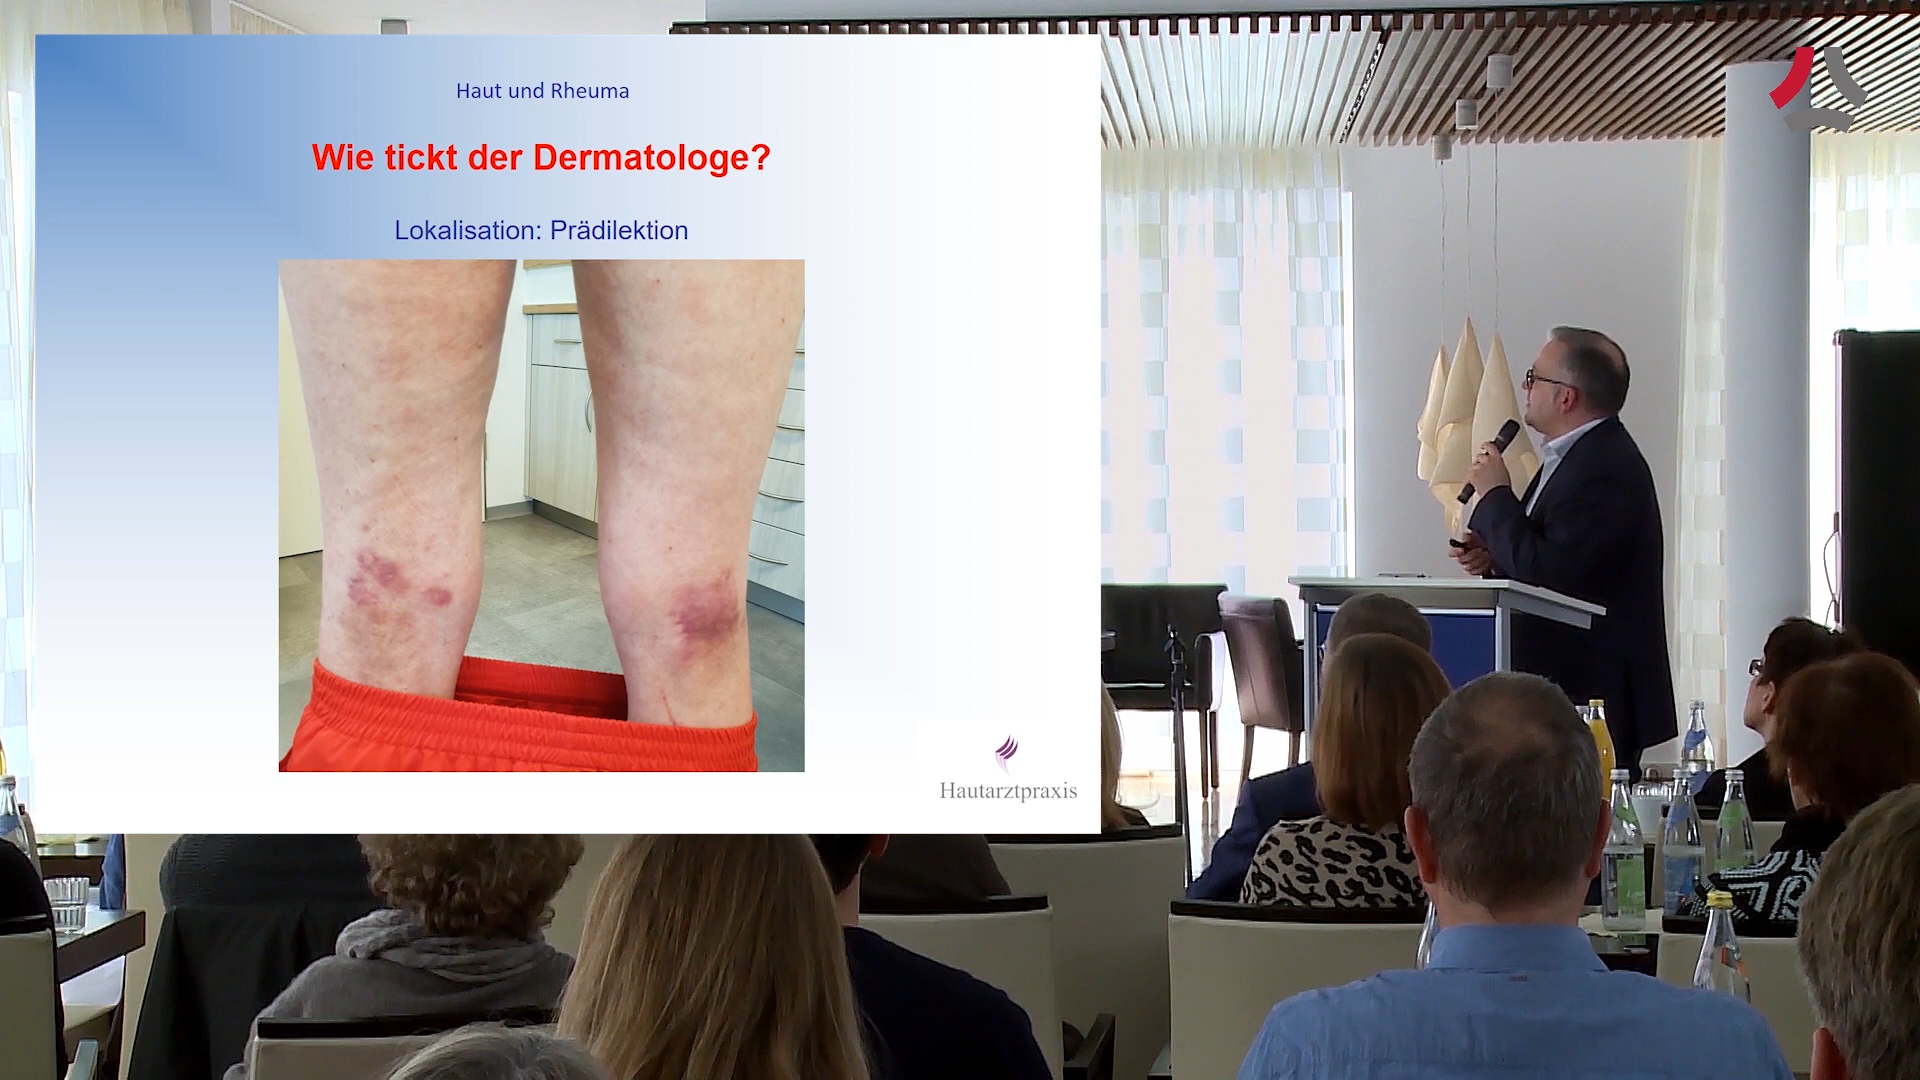 Haut und Rheuma
Wie tickt der Dermatologe?
Lokalisation: Prädilektion
Hautarztpraxis